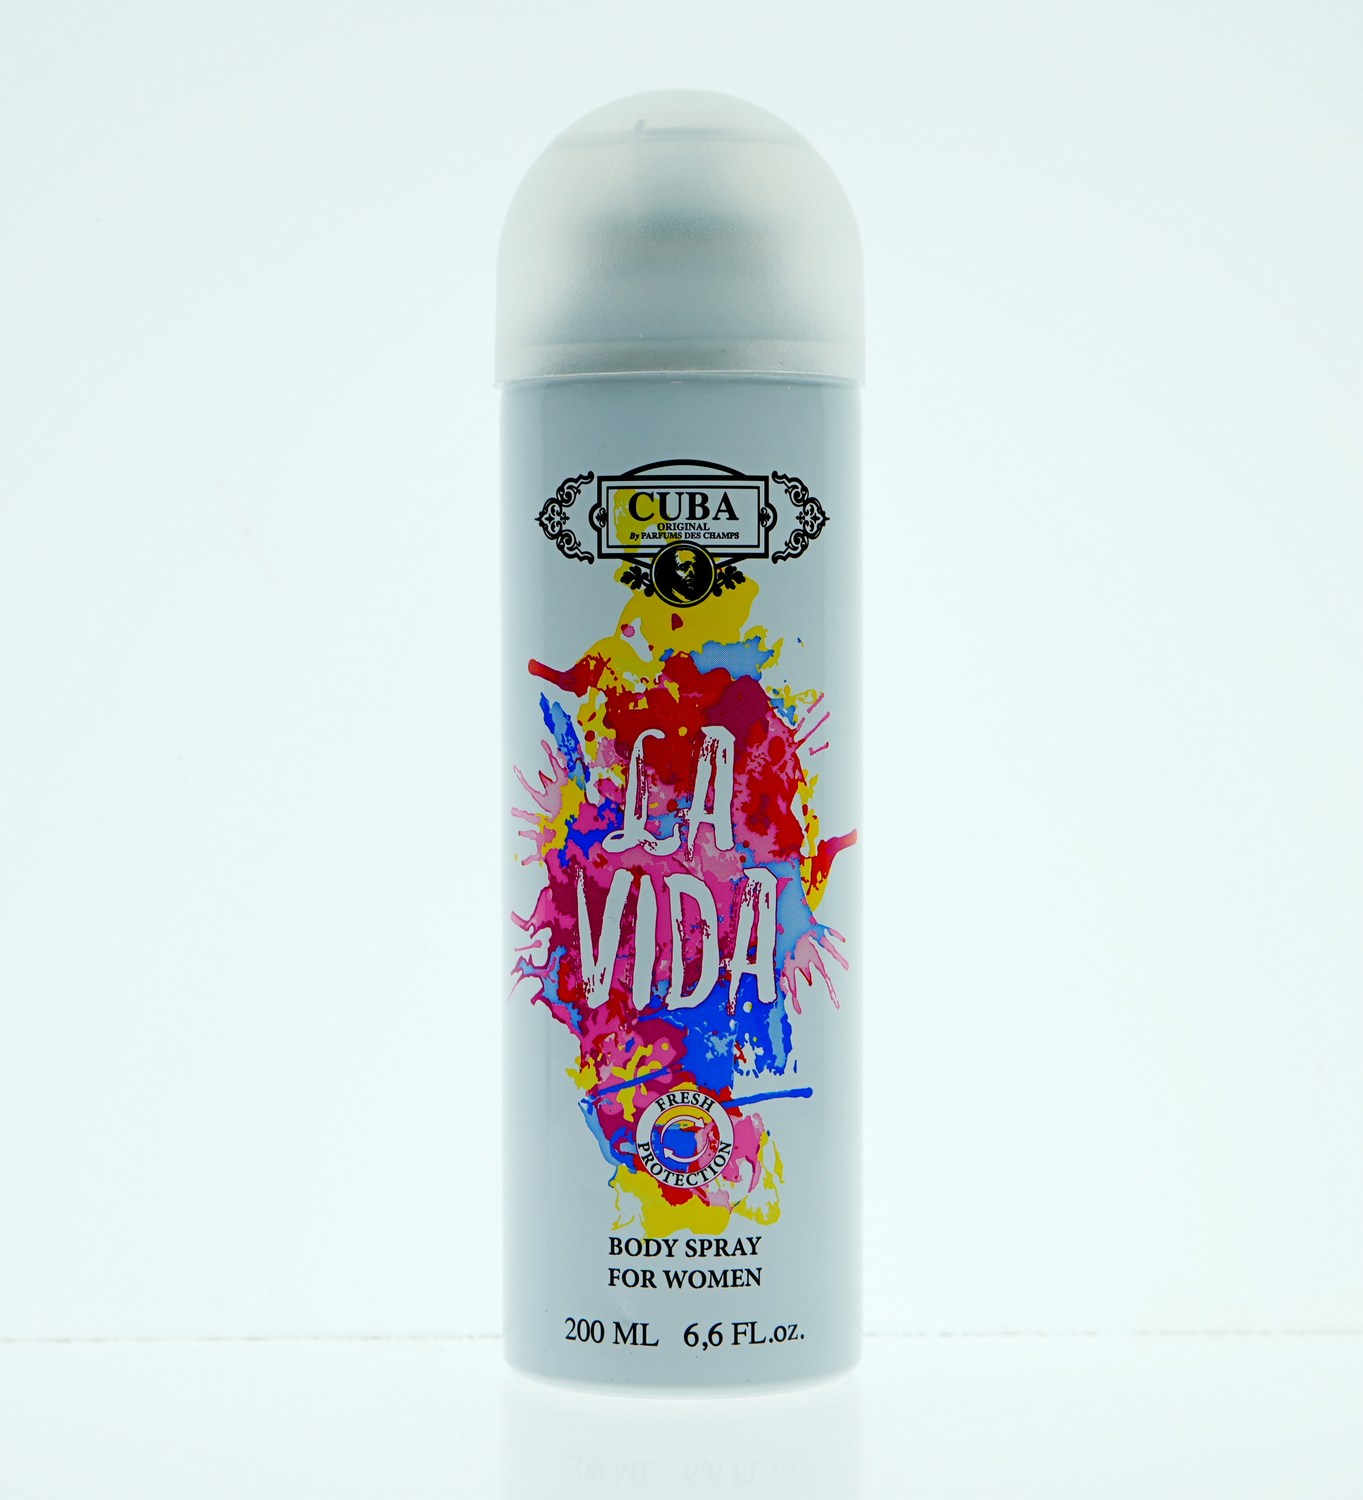 CUBA
ORIGINAL
By PARFUMS DES CHAMPS
LA
VIDA
FRESH
PROTECTION
BODY SPRAY
FOR WOMEN
200 ML 6,6 FL.oz.